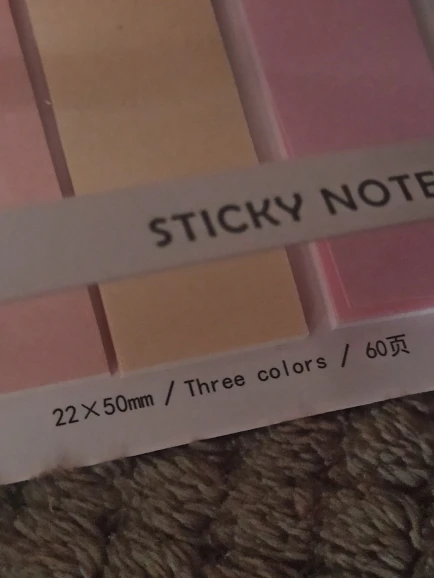 STICKY NOTE
22×50mm / Three colors / 60页